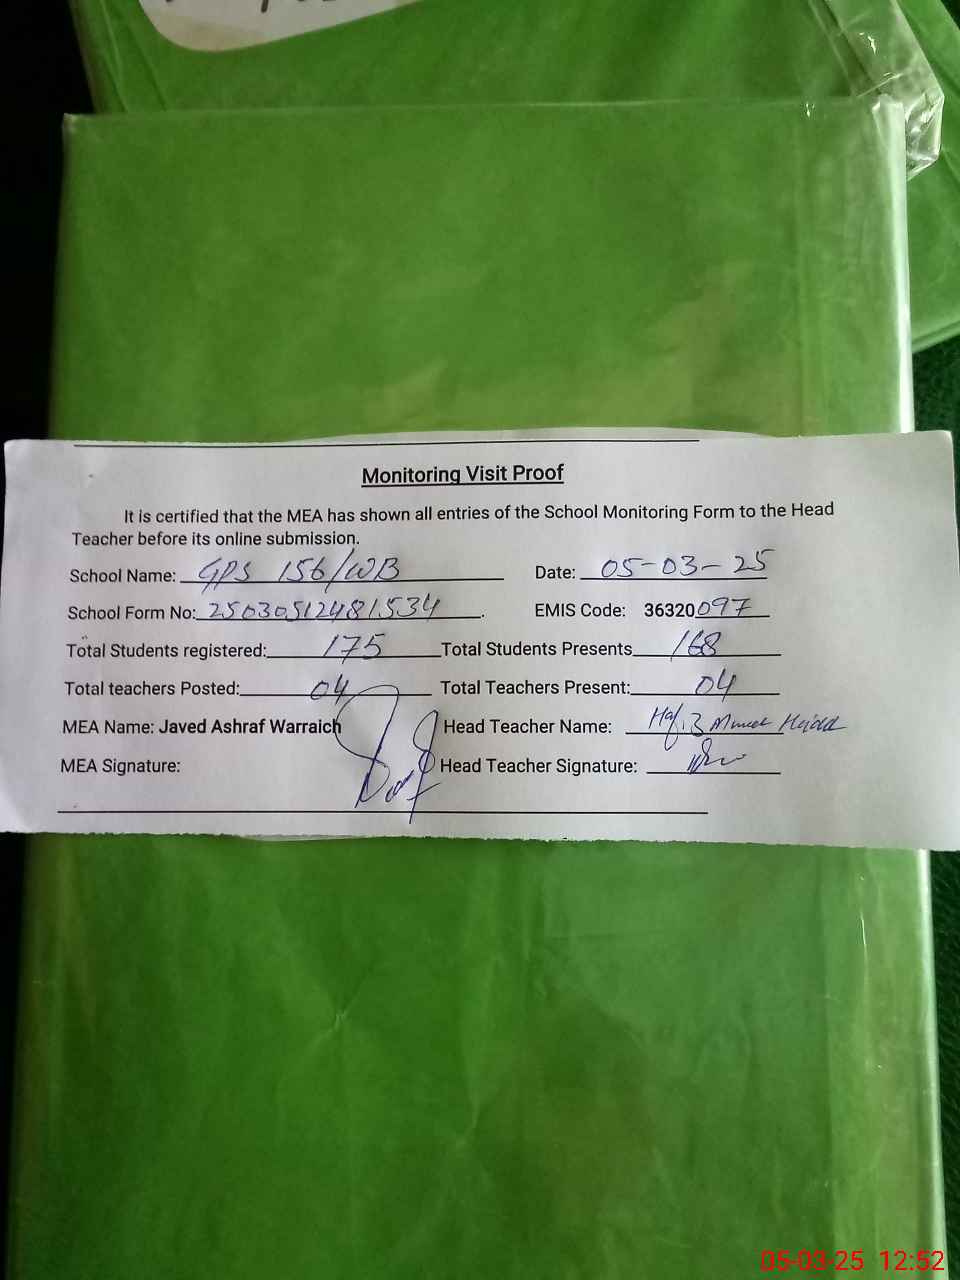 Monitoring Visit Proof
It is certified that the MEA has shown all entries of the School Monitoring Form to the Head
Teacher before its online submission.
School Name: GPS 156/WB Date: 05-03-25
School Form No: 25030512481534. EMIS Code: 36320097
Total Students registered: 175 Total Students Presents 168
Total teachers Posted: 04 Total Teachers Present: 04
MEA Name: Javed Ashraf Warraich Head Teacher Name:
MEA Signature: Head Teacher Signature:
05-03-25 12:52